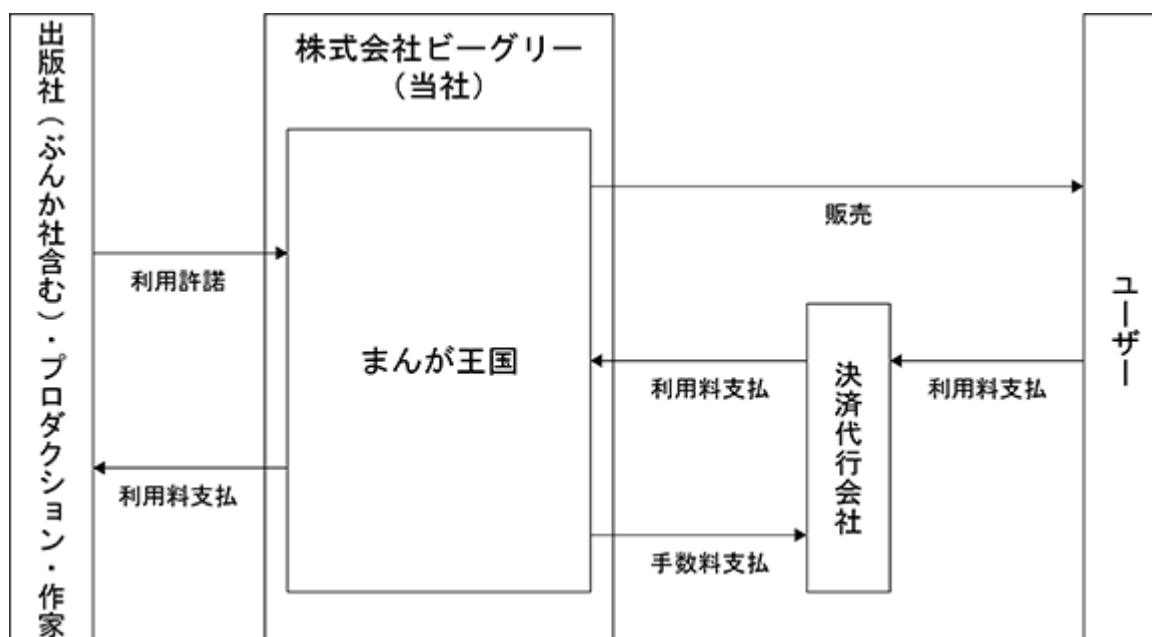 出版社（ぶんか社含む）・プロダクション・作家
株式会社ビーグリー
（当社）
まんが王国
利用許諾
利用料支払
販売
利用料支払
手数料支払
決済代行会社
利用料支払
ユーザー